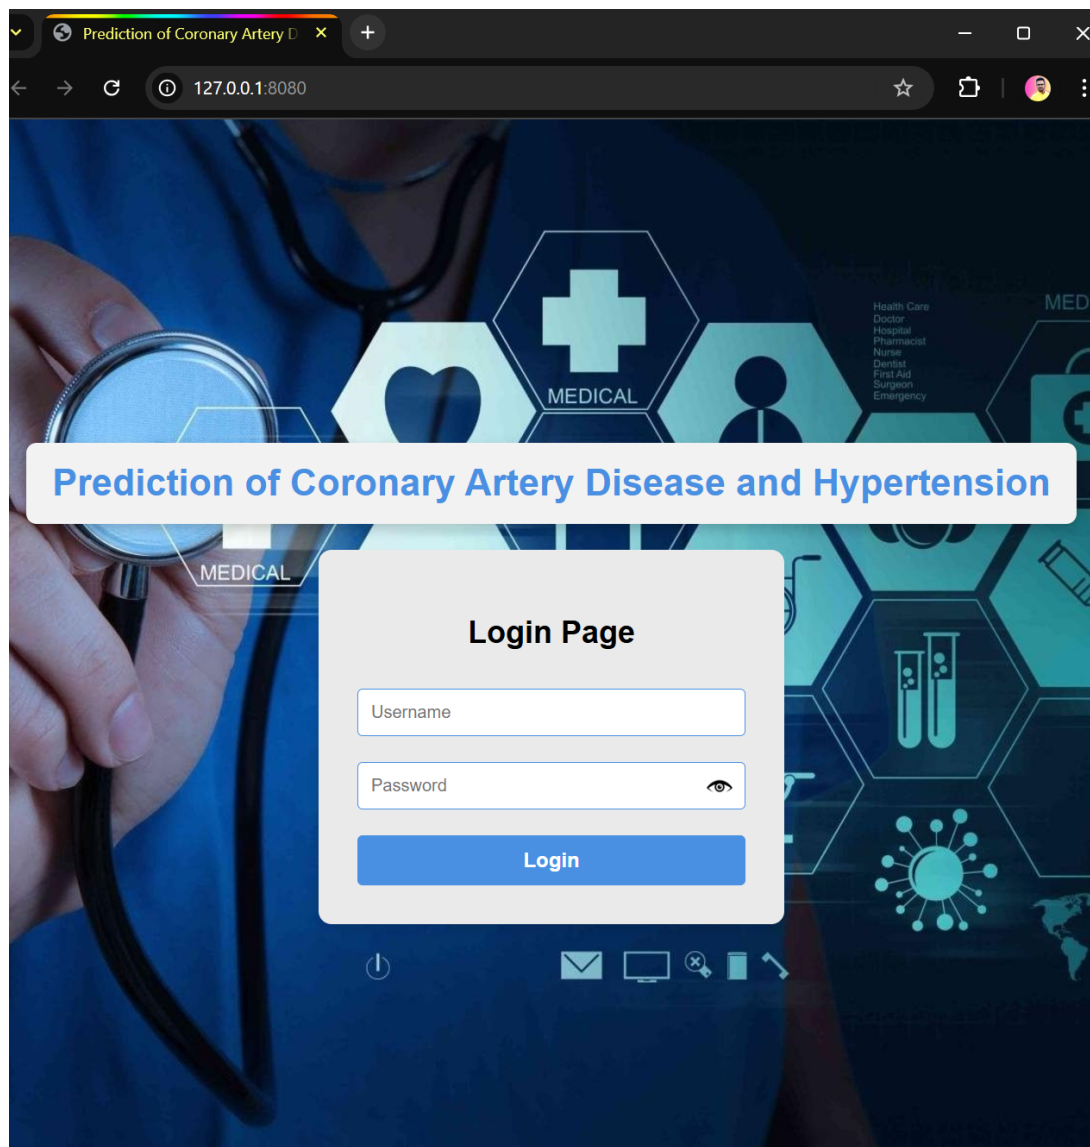 Prediction of Coronary Artery D
127.0.0.1:8080
Health Care
Doctor
Hospital
Pharmacist
Nurse
Dentist
First Aid
Surgeon
Emergency
MED
MEDICAL
Prediction of Coronary Artery Disease and Hypertension
MEDICAL
Login Page
Username
Password
Login